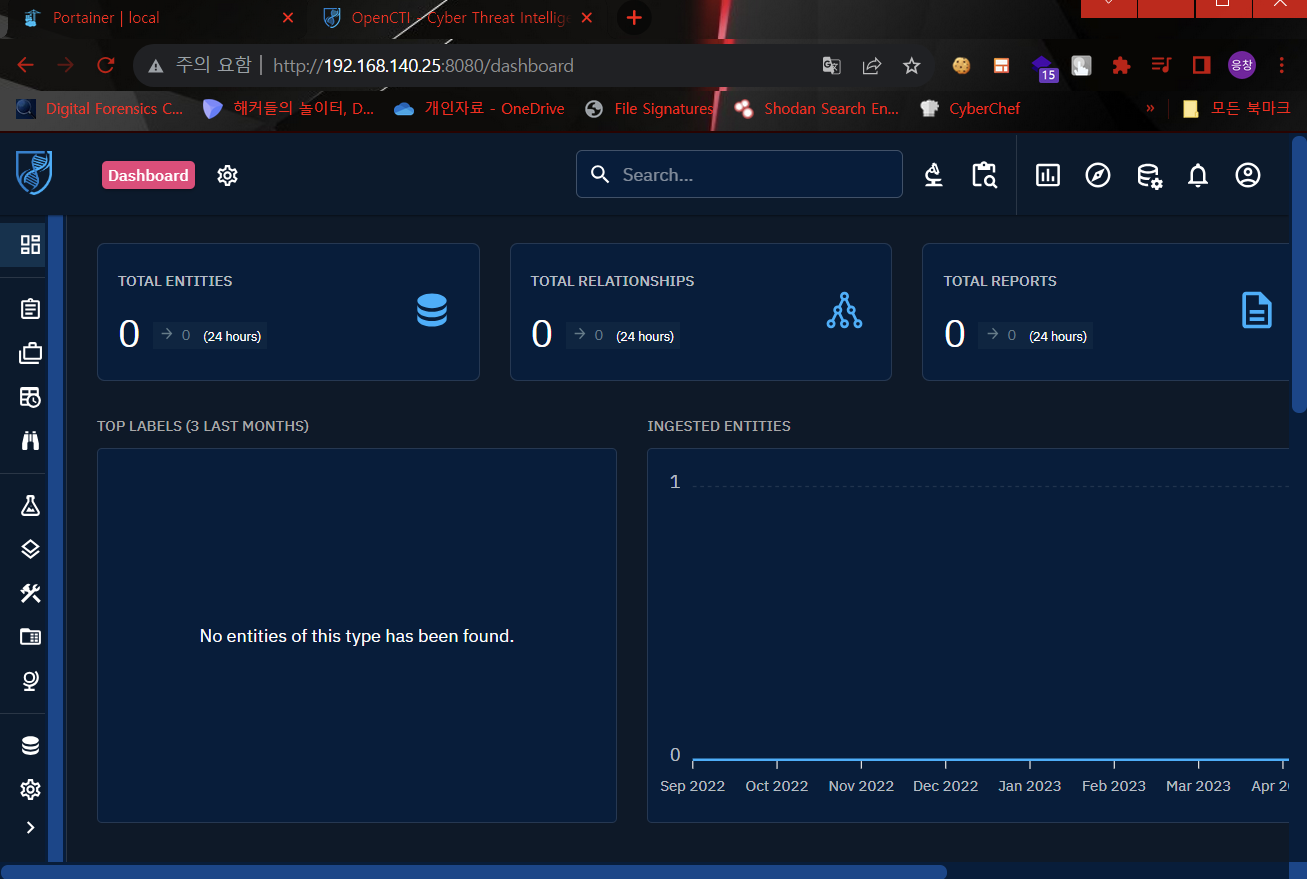 Portainer | local
OpenCTI - Cyber Threat Intellige
주의 요함 | http://192.168.140.25:8080/dashboard
15
응창
Digital Forensics C...
해커들의 놀이터, D...
개인자료 - OneDrive
File Signatures
Shodan Search En...
CyberChef
»
모든 북마크
Dashboard
Search...
TOTAL ENTITIES
0 → 0 (24 hours)
TOTAL RELATIONSHIPS
0 → 0 (24 hours)
TOTAL REPORTS
0 → 0 (24 hours)
TOP LABELS (3 LAST MONTHS)
No entities of this type has been found.
INGESTED ENTITIES
1
0
Sep 2022 Oct 2022 Nov 2022 Dec 2022 Jan 2023 Feb 2023 Mar 2023 Apr 2